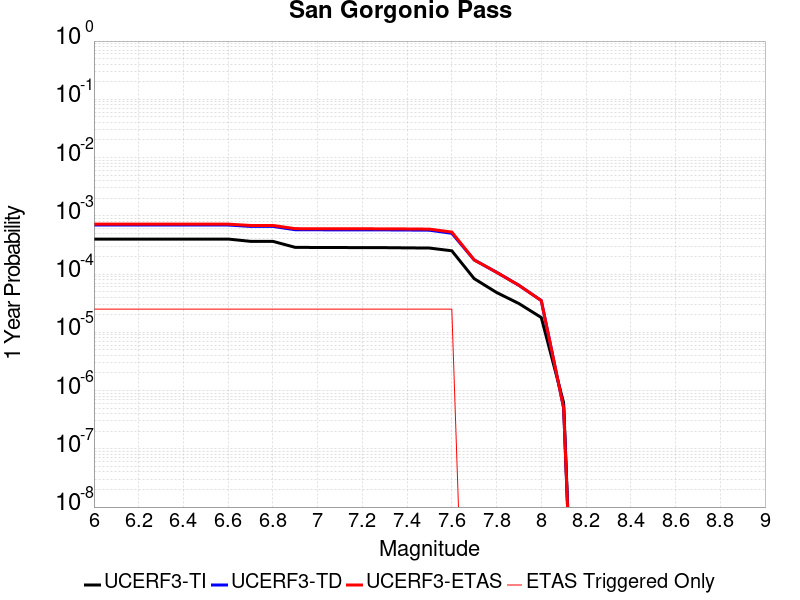 San Gorgonio Pass
10^0
10^-1
10^-2
10^-3
10^-4
10^-5
10^-6
10^-7
10^-8
1 Year Probability
6 6.2 6.4 6.6 6.8 7 7.2 7.4 7.6 7.8 8 8.2 8.4 8.6 8.8 9
Magnitude
UCERF3-TI UCERF3-TD UCERF3-ETAS ETAS Triggered Only